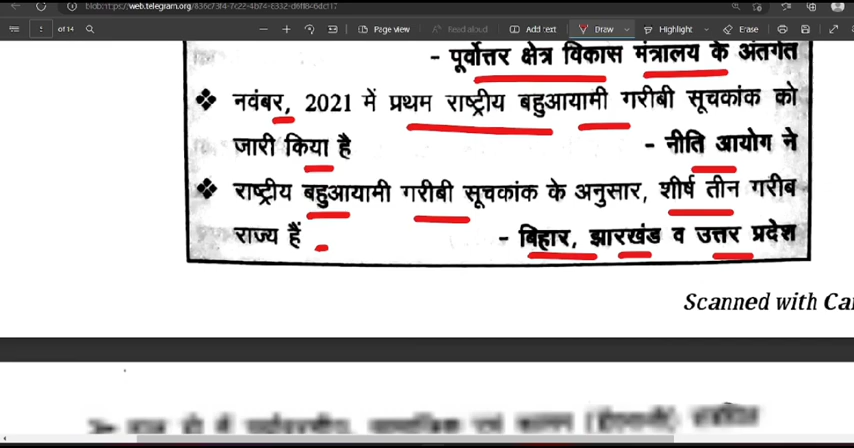 blob:https://web.telegram.org/
of 14
Page view
Read aloud
Add text
Draw
Highlight
Erase
- पूर्वोत्तर क्षेत्र विकास मंत्रालय के अंतर्गत
❖ नवंबर, 2021 में प्रथम राष्ट्रीय बहुआयामी गरीबी सूचकांक को
जारी किया है - नीति आयोग ने
❖ राष्ट्रीय बहुआयामी गरीबी सूचकांक के अनुसार, शीर्ष तीन गरीब
राज्य हैं - बिहार, झारखंड व उत्तर प्रदेश
Scanned with